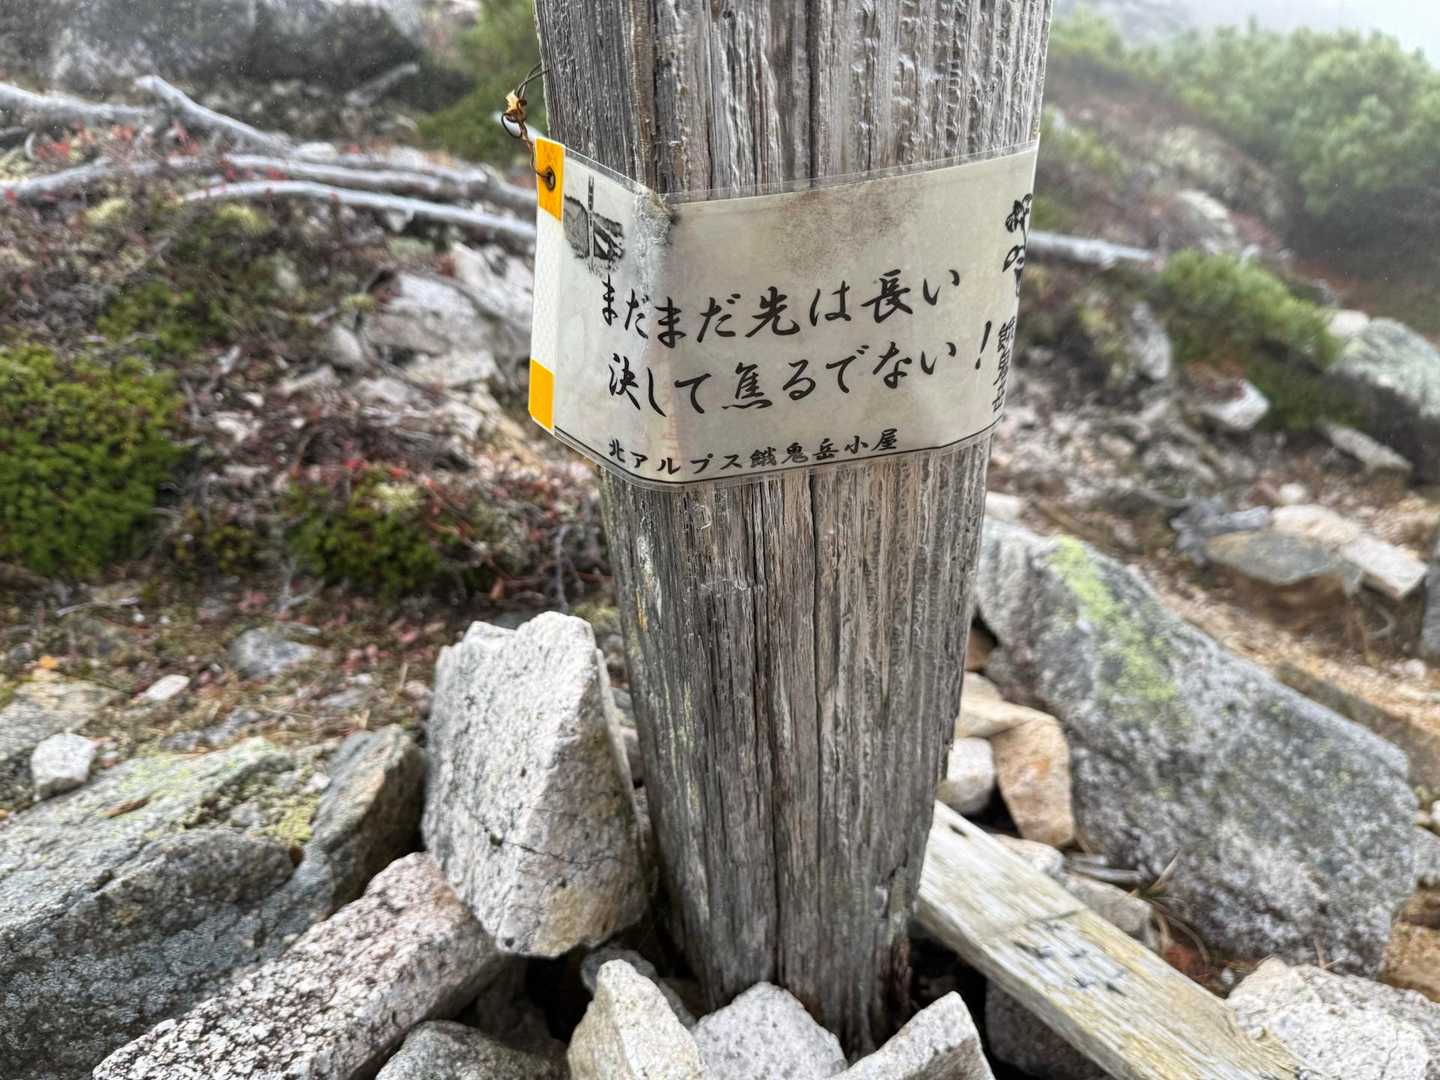 まだまだ先は長い
決して焦るでない!
北アルプス餓鬼岳小屋